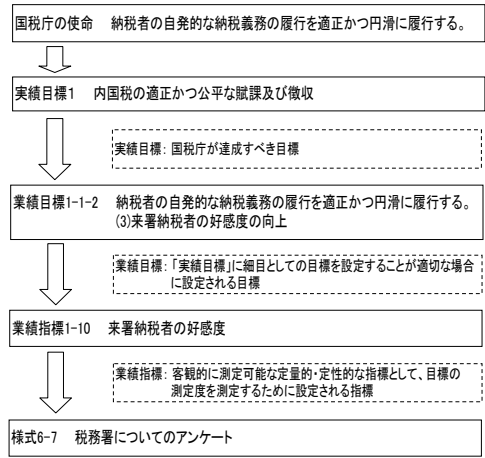 国税庁の使命　納税者の自発的な納税義務の履行を適正かつ円滑に履行する。
実績目標1　内国税の適正かつ公平な賦課及び徴収
実績目標：国税庁が達成すべき目標
業績目標1-1-2　納税者の自発的な納税義務の履行を適正かつ円滑に履行する。
(3)来署納税者の好感度の向上
業績目標：「実績目標」に細目としての目標を設定することが適切な場合
に設定される目標
業績指標1-10　来署納税者の好感度
業績指標：客観的に測定可能な定量的・定性的な指標として、目標の
測定度を測定するために設定される指標
様式6-7　税務署についてのアンケート